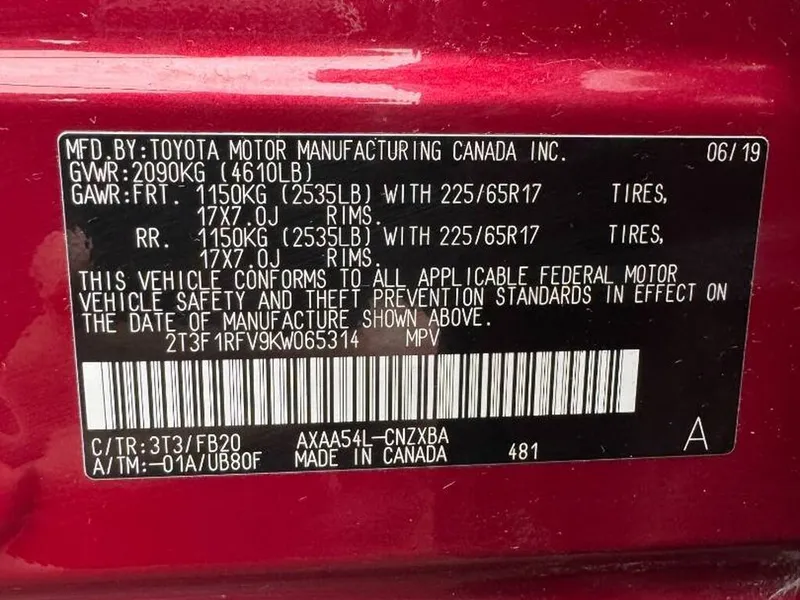 MFD.BY:TOYOTA MOTOR MANUFACTURING CANADA INC. 06/19
GVWR:2090KG (4610LB)
GAWR:FRT. 1150KG (2535LB) WITH 225/65R17 TIRES,
17X7.0J RIMS.
RR. 1150KG (2535LB) WITH 225/65R17 TIRES,
17X7.0J RIMS.
THIS VEHICLE CONFORMS TO ALL APPLICABLE FEDERAL MOTOR
VEHICLE SAFETY AND THEFT PREVENTION STANDARDS IN EFFECT ON
THE DATE OF MANUFACTURE SHOWN ABOVE.
2T3F1RFV9KW065314 MPV
C/TR:3T3/FB20 AXAA54L-CNZXBA A
A/TM:-01A/UB80F MADE IN CANADA 481